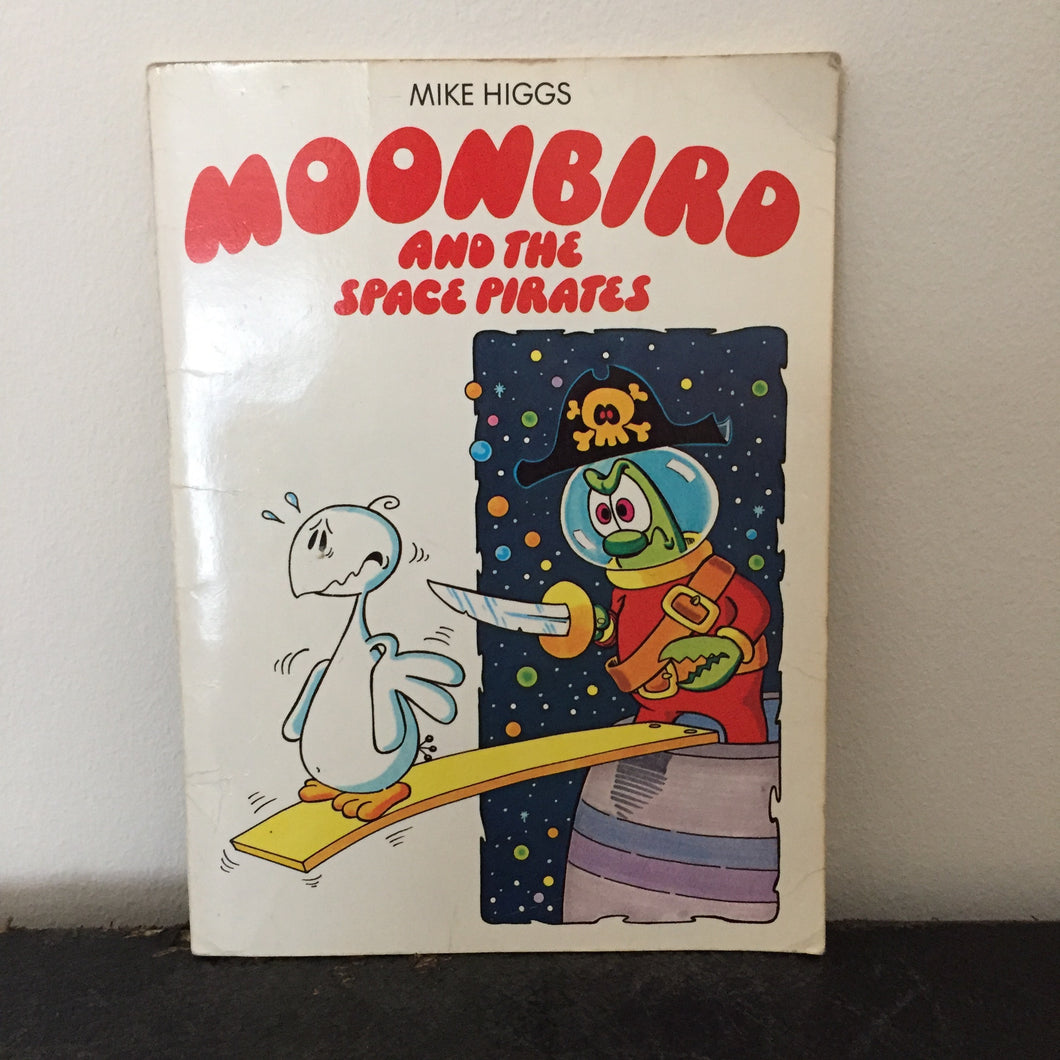 MIKE HIGGS
MOONBIRD
AND THE
SPACE PIRATES